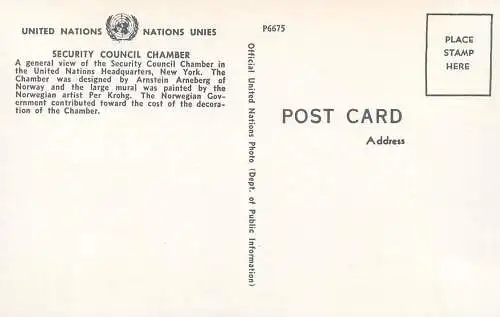 UNITED NATIONS NATIONS UNIES
SECURITY COUNCIL CHAMBER
A general view of the Security Council Chamber in
the United Nations Headquarters, New York. The
Chamber was designed by Arnstein Arneberg of
Norway and the large mural was painted by the
Norwegian artist Per Krohg. The Norwegian Gov-
ernment contributed toward the cost of the decora-
tion of the Chamber.
Official United Nations Photo (Dept. of Public Information)
P6675
PLACE
STAMP
HERE
POST CARD
Address